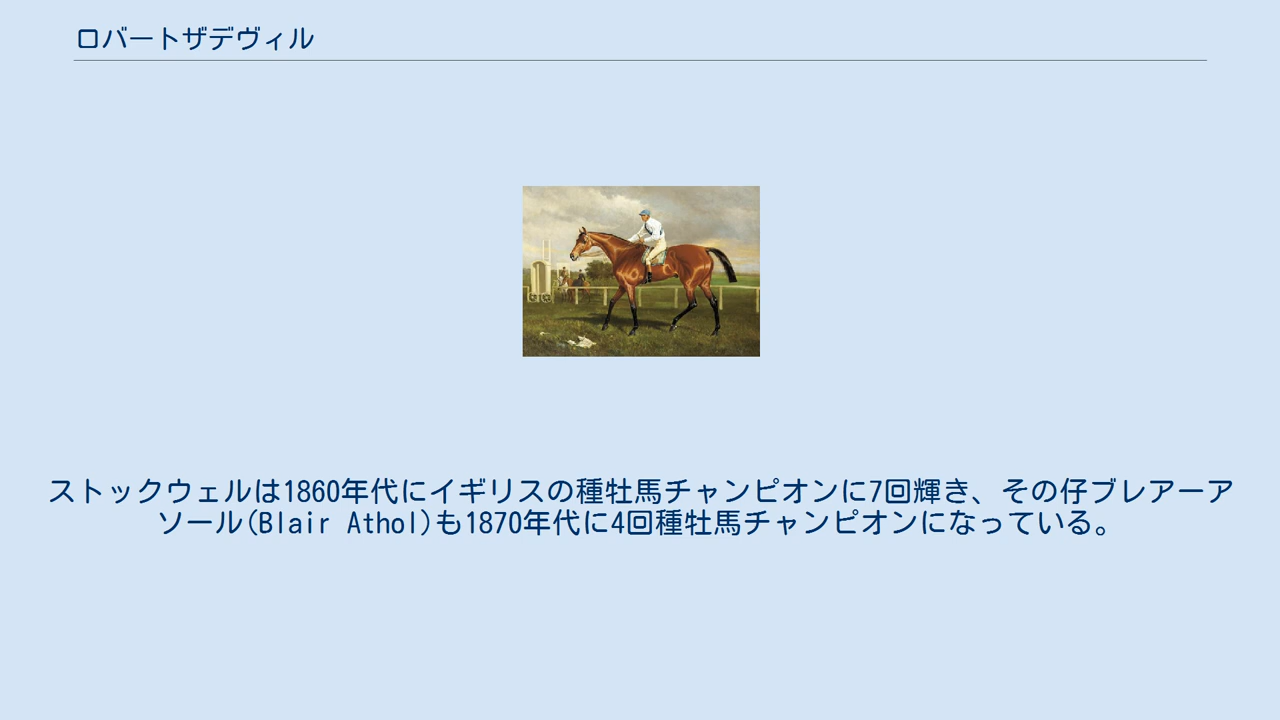 ロバートザデヴィル
ストックウェルは1860年代にイギリスの種牡馬チャンピオンに7回輝き、その仔ブレアーア
ソール(Blair Athol)も1870年代に4回種牡馬チャンピオンになっている。